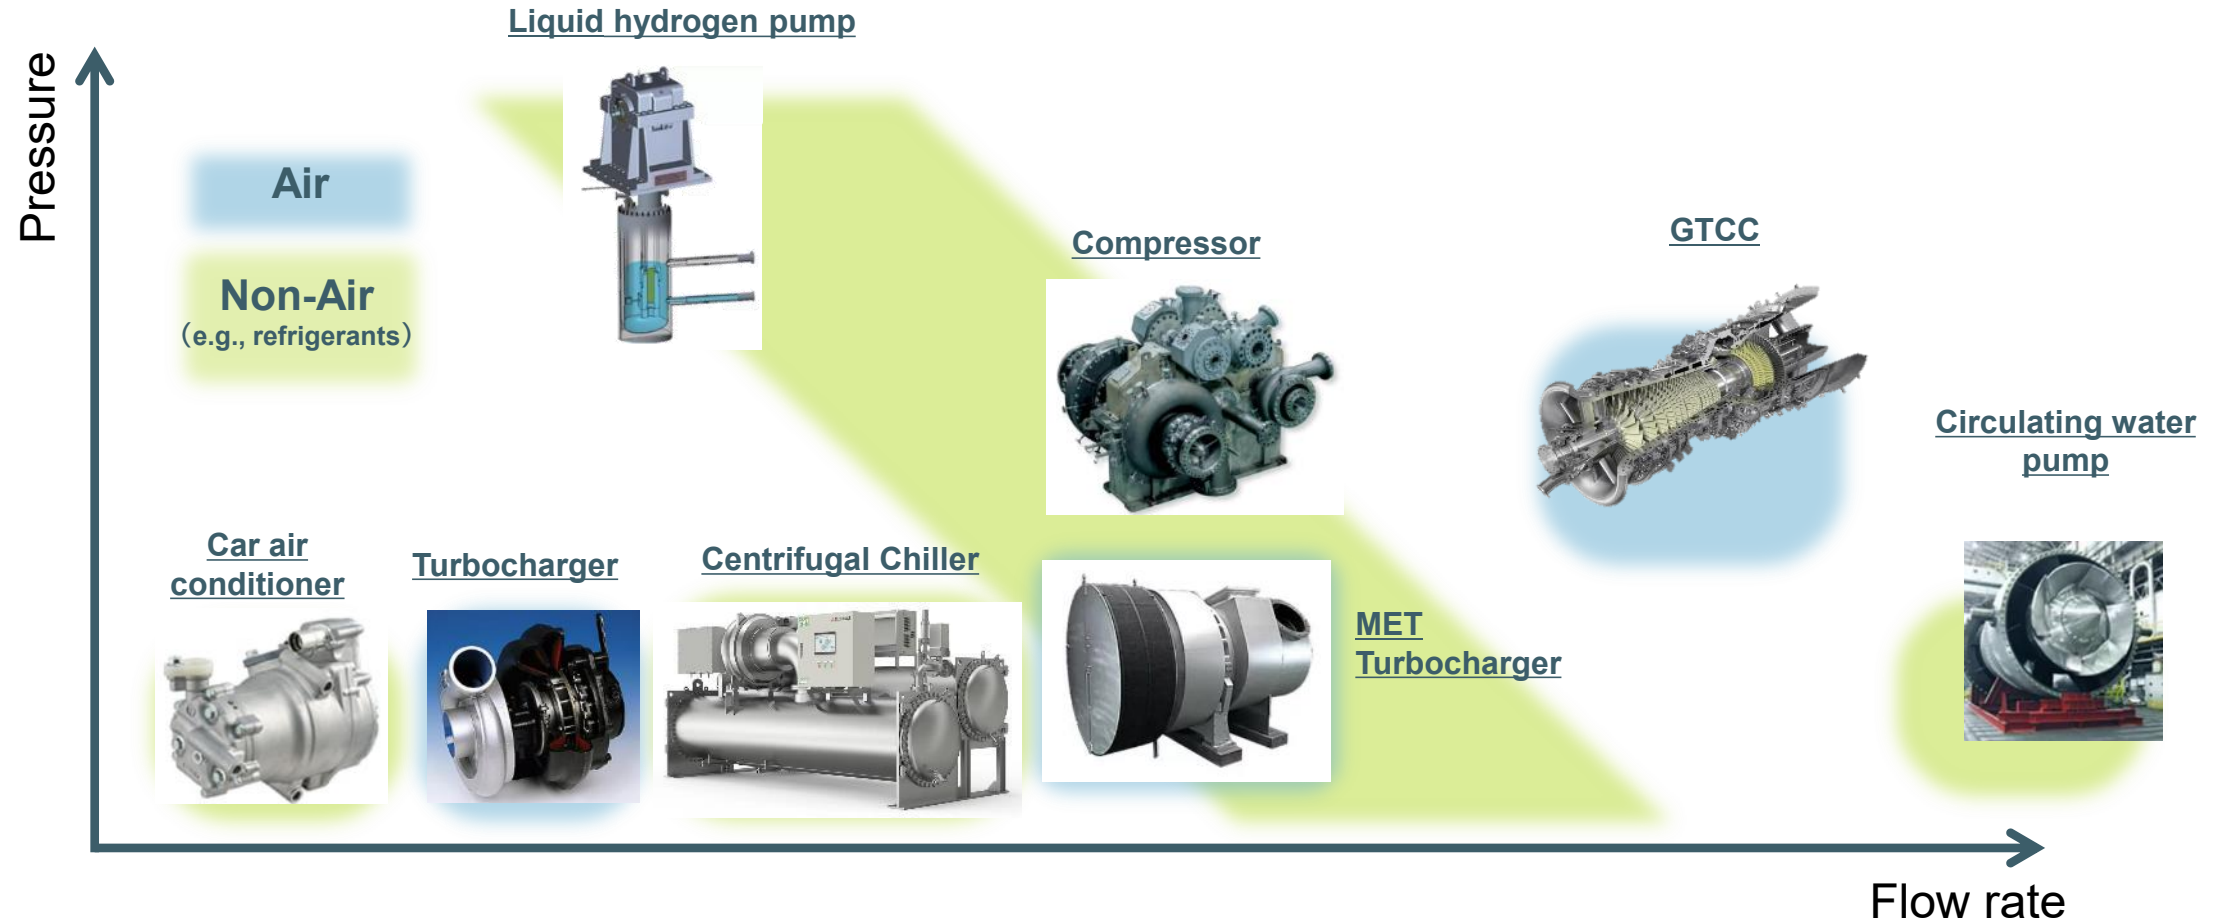 Liquid hydrogen pump
Pressure
Air
Non-Air
（e.g., refrigerants）
Compressor
GTCC
Circulating water
pump
Car air
conditioner
Turbocharger
Centrifugal Chiller
MET
Turbocharger
Flow rate